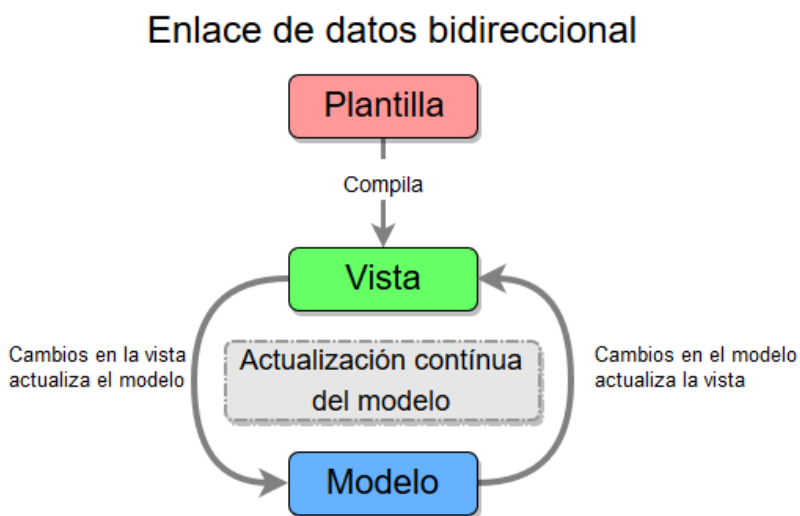 Enlace de datos bidireccional
Plantilla
Compila
Vista
Cambios en la vista
actualiza el modelo
Actualización contínua
del modelo
Cambios en el modelo
actualiza la vista
Modelo